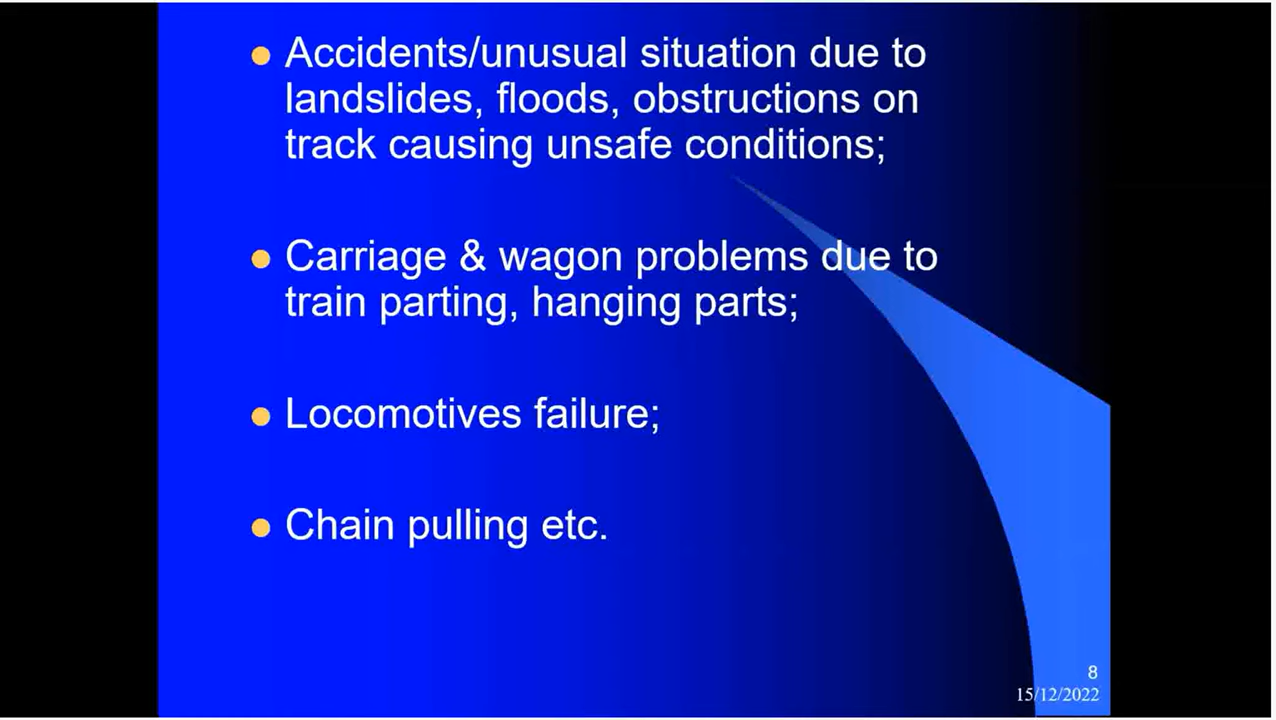 Accidents/unusual situation due to
landslides, floods, obstructions on
track causing unsafe conditions;
Carriage & wagon problems due to
train parting, hanging parts;
Locomotives failure;
Chain pulling etc.
8
15/12/2022